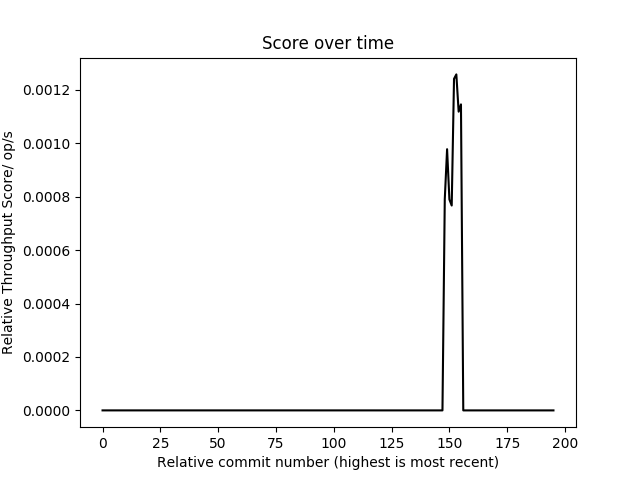 Score over time
Relative Throughput Score/ op/s
0.0012
0.0010
0.0008
0.0006
0.0004
0.0002
0.0000
0 25 50 75 100 125 150 175 200
Relative commit number (highest is most recent)